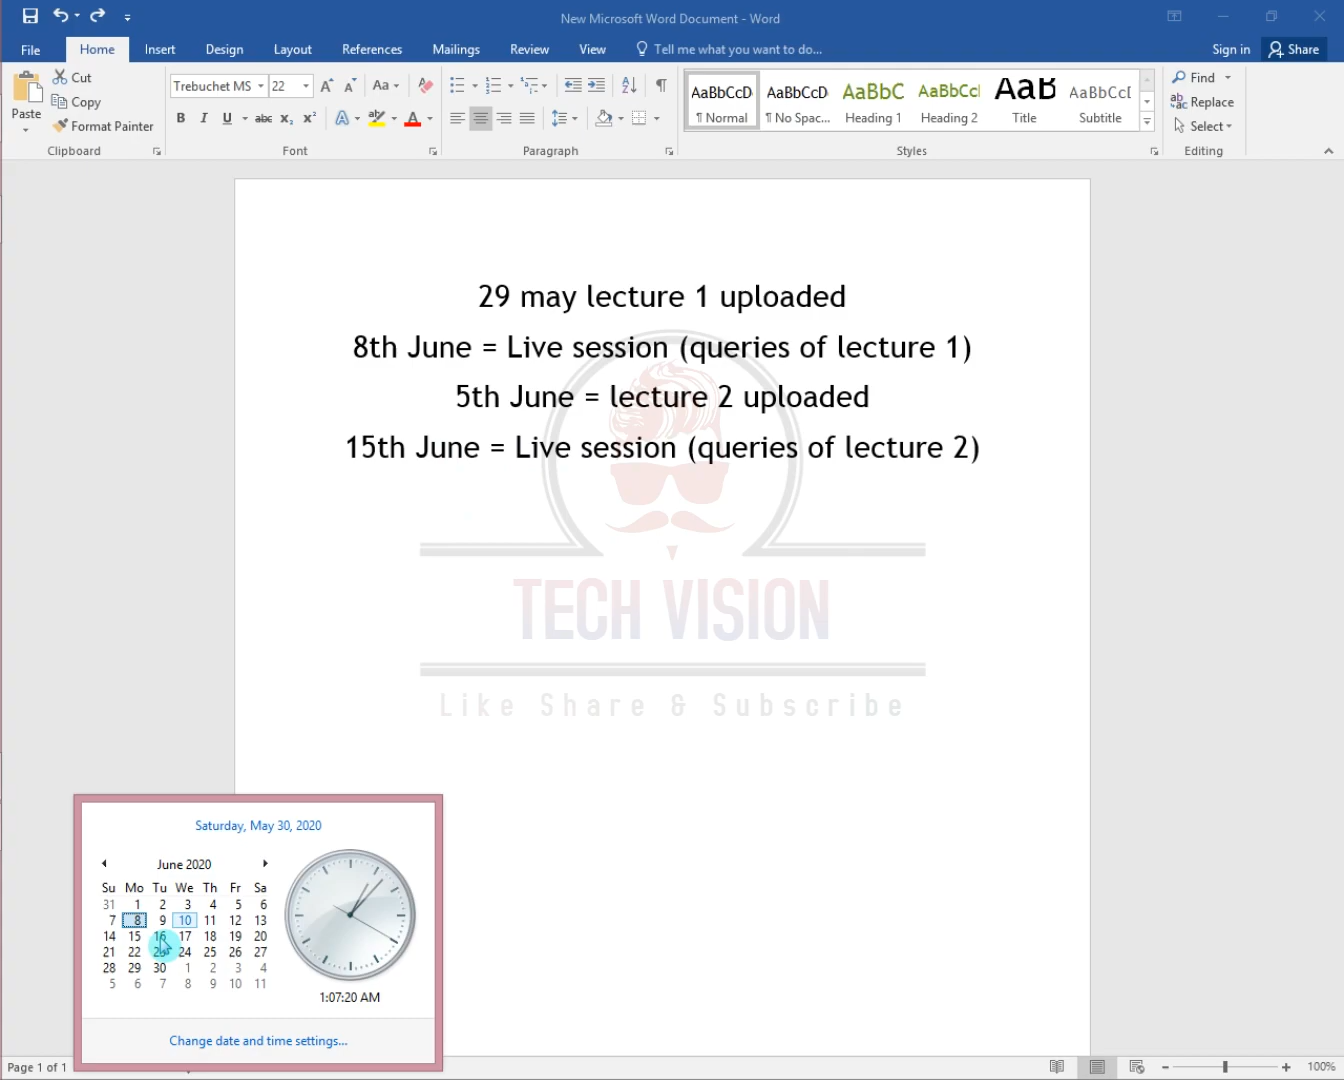 New Microsoft Word Document - Word
File Home Insert Design Layout References Mailings Review View Tell me what you want to do... Sign in Share
Paste
Cut
Copy
Format Painter
Clipboard
Trebuchet MS 22
Aa
B I U abc x₂ x² A ab A
Font
Paragraph
AaBbCcD AaBbCcD AaBbC AaBbCcI AaB AaBbCcD
¶ Normal ¶ No Spac... Heading 1 Heading 2 Title Subtitle
Styles
Find
Replace
Select
Editing
29 may lecture 1 uploaded
8th June = Live session (queries of lecture 1)
5th June = lecture 2 uploaded
15th June = Live session (queries of lecture 2)
TECH VISION
Like Share & Subscribe
Saturday, May 30, 2020
June 2020
Su Mo Tu We Th Fr Sa
31 1 2 3 4 5 6
7 8 9 10 11 12 13
14 15 16 17 18 19 20
21 22 23 24 25 26 27
28 29 30 1 2 3 4
5 6 7 8 9 10 11
1:07:20 AM
Change date and time settings...
Page 1 of 1
100%